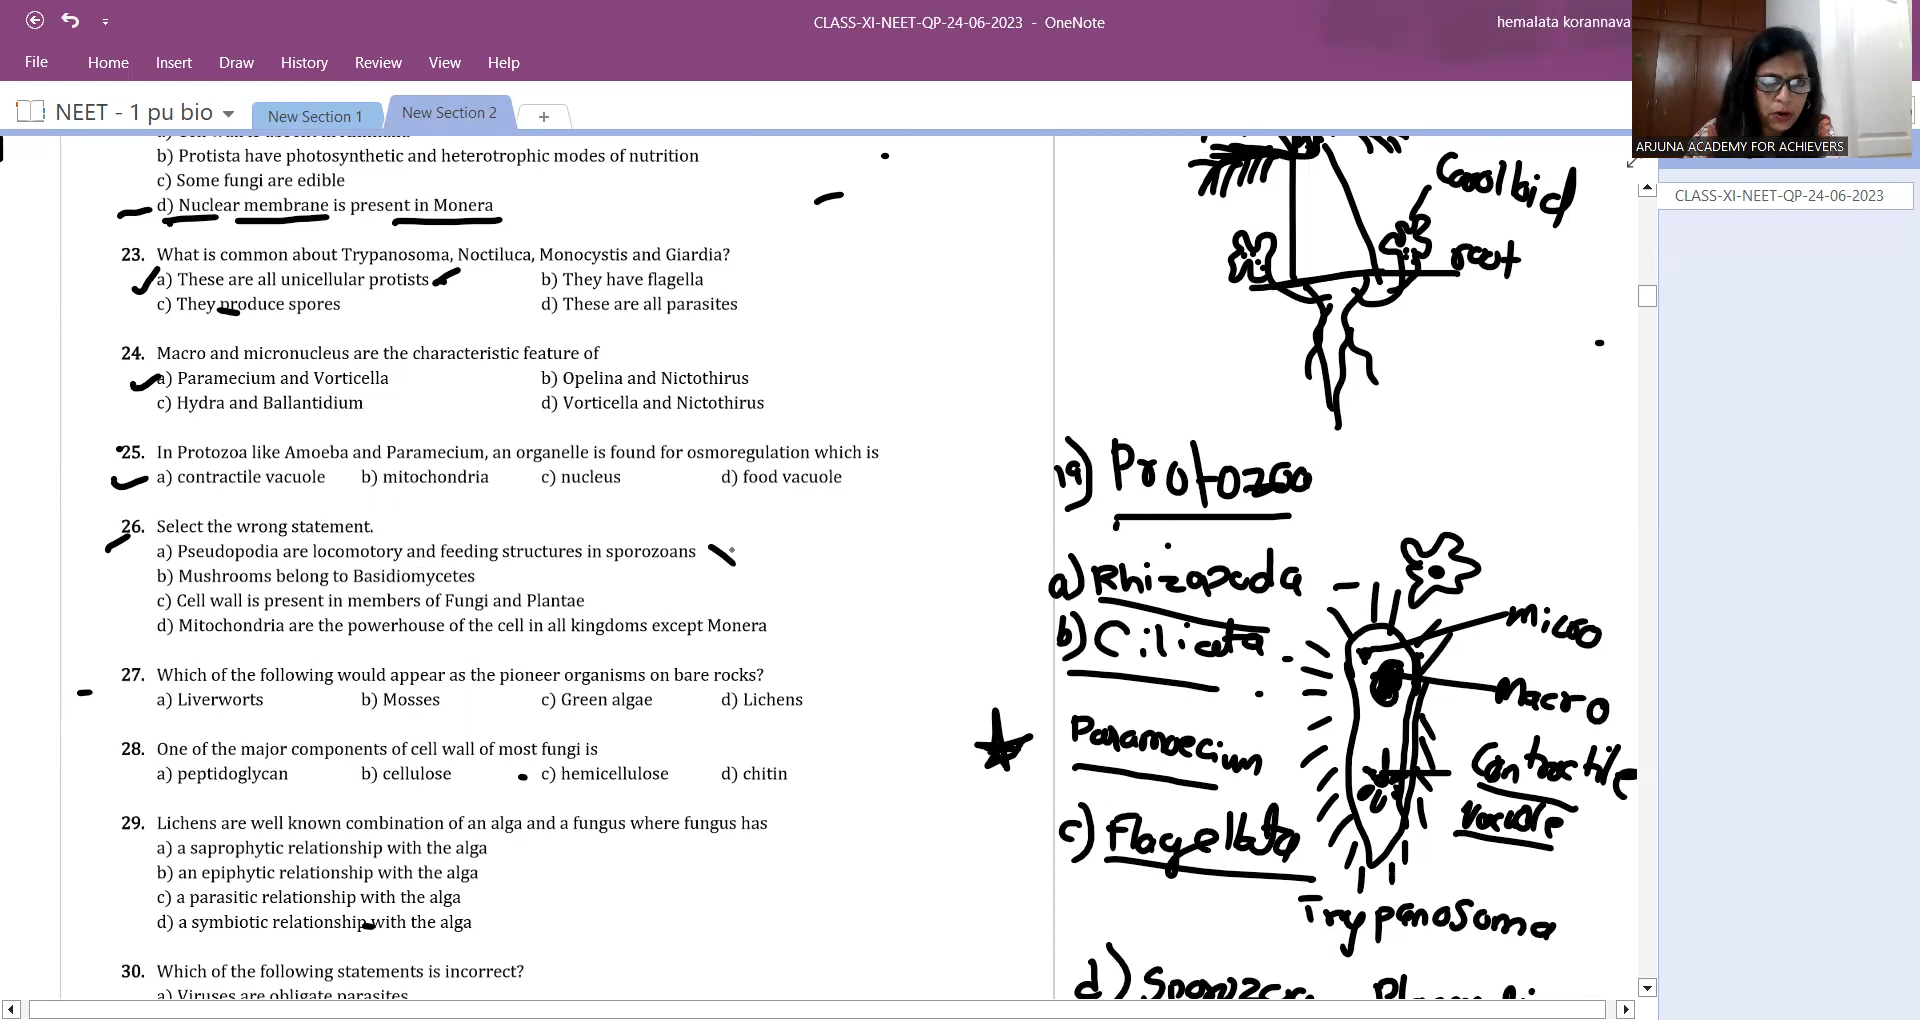 CLASS-XI-NEET-QP-24-06-2023 - OneNote
hemalata korannava
File Home Insert Draw History Review View Help
ARJUNA ACADEMY FOR ACHIEVERS
NEET - 1 pu bio
New Section 1
New Section 2
+
CLASS-XI-NEET-QP-24-06-2023
b) Protista have photosynthetic and heterotrophic modes of nutrition
c) Some fungi are edible
d) Nuclear membrane is present in Monera
23. What is common about Trypanosoma, Noctiluca, Monocystis and Giardia?
a) These are all unicellular protists b) They have flagella
c) They produce spores d) These are all parasites
24. Macro and micronucleus are the characteristic feature of
a) Paramecium and Vorticella b) Opelina and Nictothirus
c) Hydra and Ballantidium d) Vorticella and Nictothirus
25. In Protozoa like Amoeba and Paramecium, an organelle is found for osmoregulation which is
a) contractile vacuole b) mitochondria c) nucleus d) food vacuole
26. Select the wrong statement.
a) Pseudopodia are locomotory and feeding structures in sporozoans
b) Mushrooms belong to Basidiomycetes
c) Cell wall is present in members of Fungi and Plantae
d) Mitochondria are the powerhouse of the cell in all kingdoms except Monera
27. Which of the following would appear as the pioneer organisms on bare rocks?
a) Liverworts b) Mosses c) Green algae d) Lichens
28. One of the major components of cell wall of most fungi is
a) peptidoglycan b) cellulose c) hemicellulose d) chitin
29. Lichens are well known combination of an alga and a fungus where fungus has
a) a saprophytic relationship with the alga
b) an epiphytic relationship with the alga
c) a parasitic relationship with the alga
d) a symbiotic relationship with the alga
30. Which of the following statements is incorrect?
a) Viruses are obligate parasites
root
19) Protozoa
a) Rhizopoda
b) Ciliata
micro
Macro
Paramoecium
Contractile
vacuole
c) Flagellata
Trypanosoma
d)